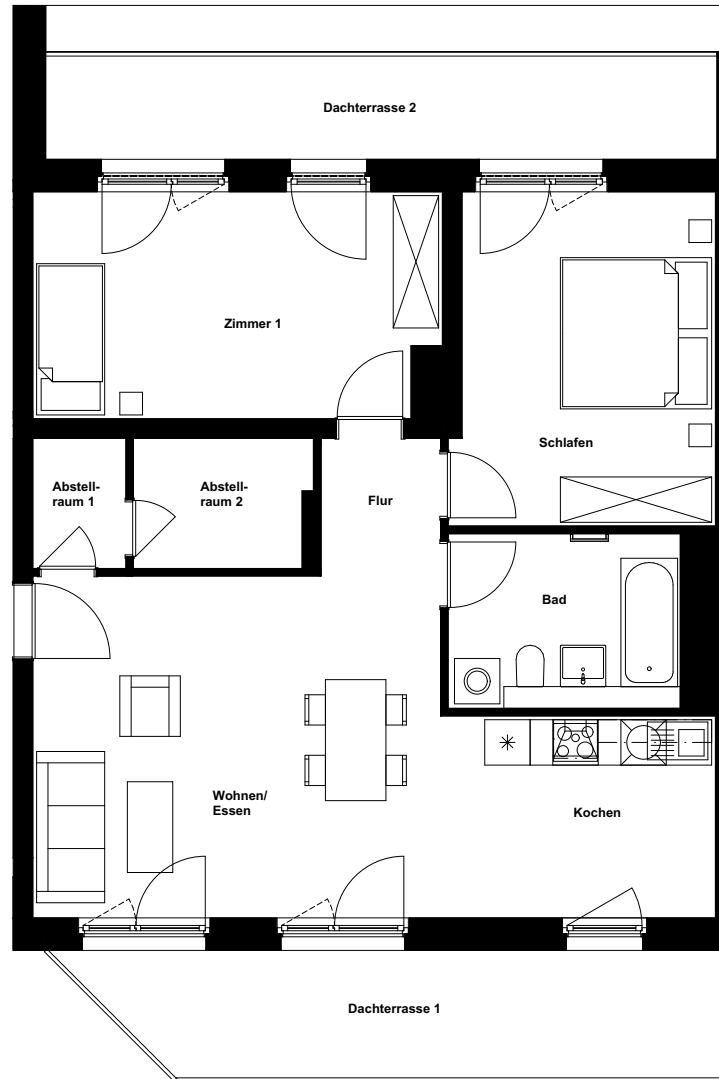 Dachterrasse 2
Zimmer 1
Schlafen
Abstell-
raum 1
Abstell-
raum 2
Flur
Bad
Wohnen/
Essen
Kochen
Dachterrasse 1